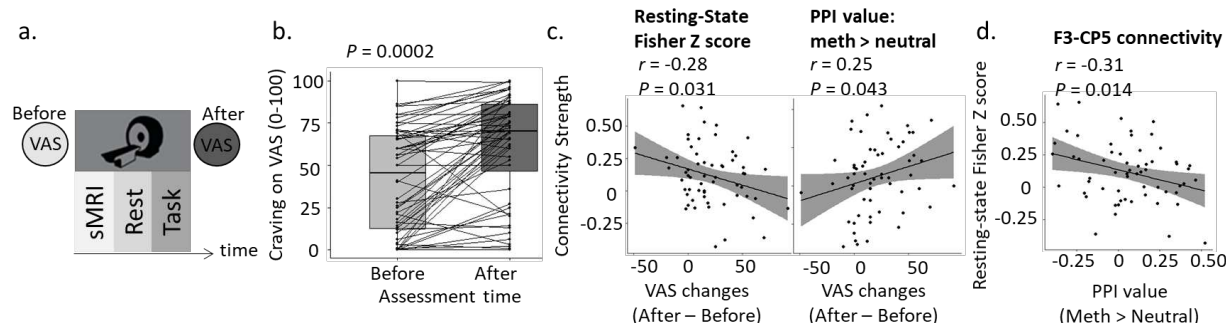 a.
Before
VAS
After
VAS
sMRI
Rest
Task
time
b.
P = 0.0002
Craving on VAS (0-100)
100
75
50
25
0
Before
After
Assessment time
c.
Resting-State
Fisher Z score
r = -0.28
P = 0.031
PPI value:
meth > neutral
r = 0.25
P = 0.043
Connectivity Strength
0.50
0.25
0
-0.25
-50
0
50
VAS changes
(After – Before)
-50
0
50
VAS changes
(After – Before)
d.
F3-CP5 connectivity
r = -0.31
P = 0.014
Resting-state Fisher Z score
0.50
0.25
0
-0.25
-0.25
0
0.25
0.50
PPI value
(Meth > Neutral)